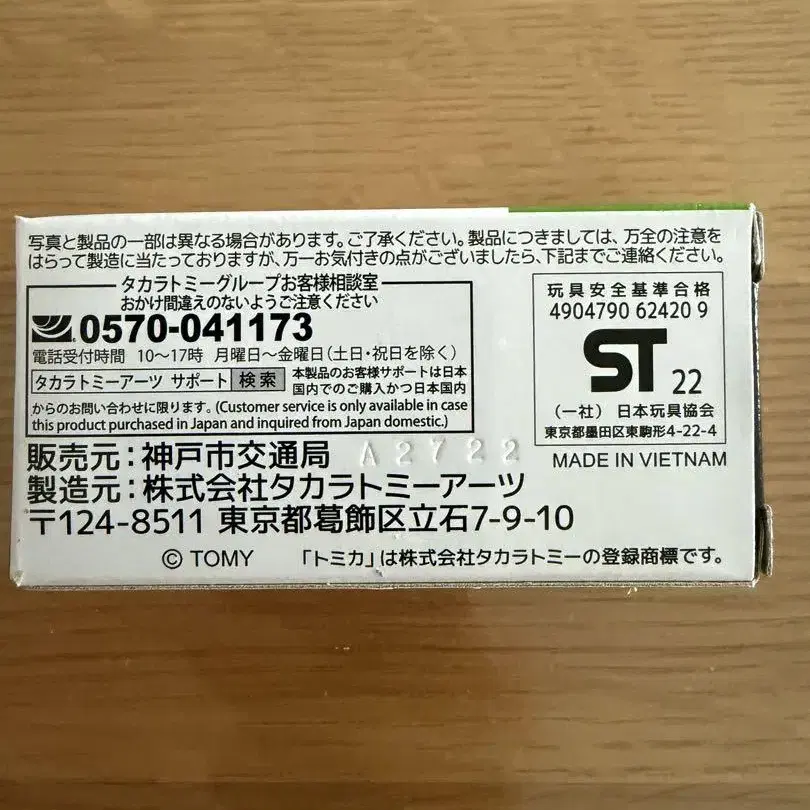 写真と製品の一部は異なる場合があります。ご了承ください。製品につきましては、万全の注意を
はらって製造に当たっておりますが、万一お気付きの点がございましたら、下記までご連絡ください。
タカラトミーグループお客様相談室
おかけ間違えのないようご注意ください
0570-041173
電話受付時間 10〜17時 月曜日〜金曜日(土日・祝日を除く)
タカラトミーアーツ サポート 検索 本製品のお客様サポートは日本
国内でのご購入かつ日本国内
からのお問い合わせに限ります。(Customer service is only available in case
this product purchased in Japan and inquired from Japan domestic.)
玩具安全基準合格
4904790 62420 9
ST 22
(一社) 日本玩具協会
東京都墨田区東駒形4-22-4
MADE IN VIETNAM
販売元:神戸市交通局 A2722
製造元:株式会社タカラトミーアーツ
〒124-8511 東京都葛飾区立石7-9-10
© TOMY 「トミカ」は株式会社タカラトミーの登録商標です。